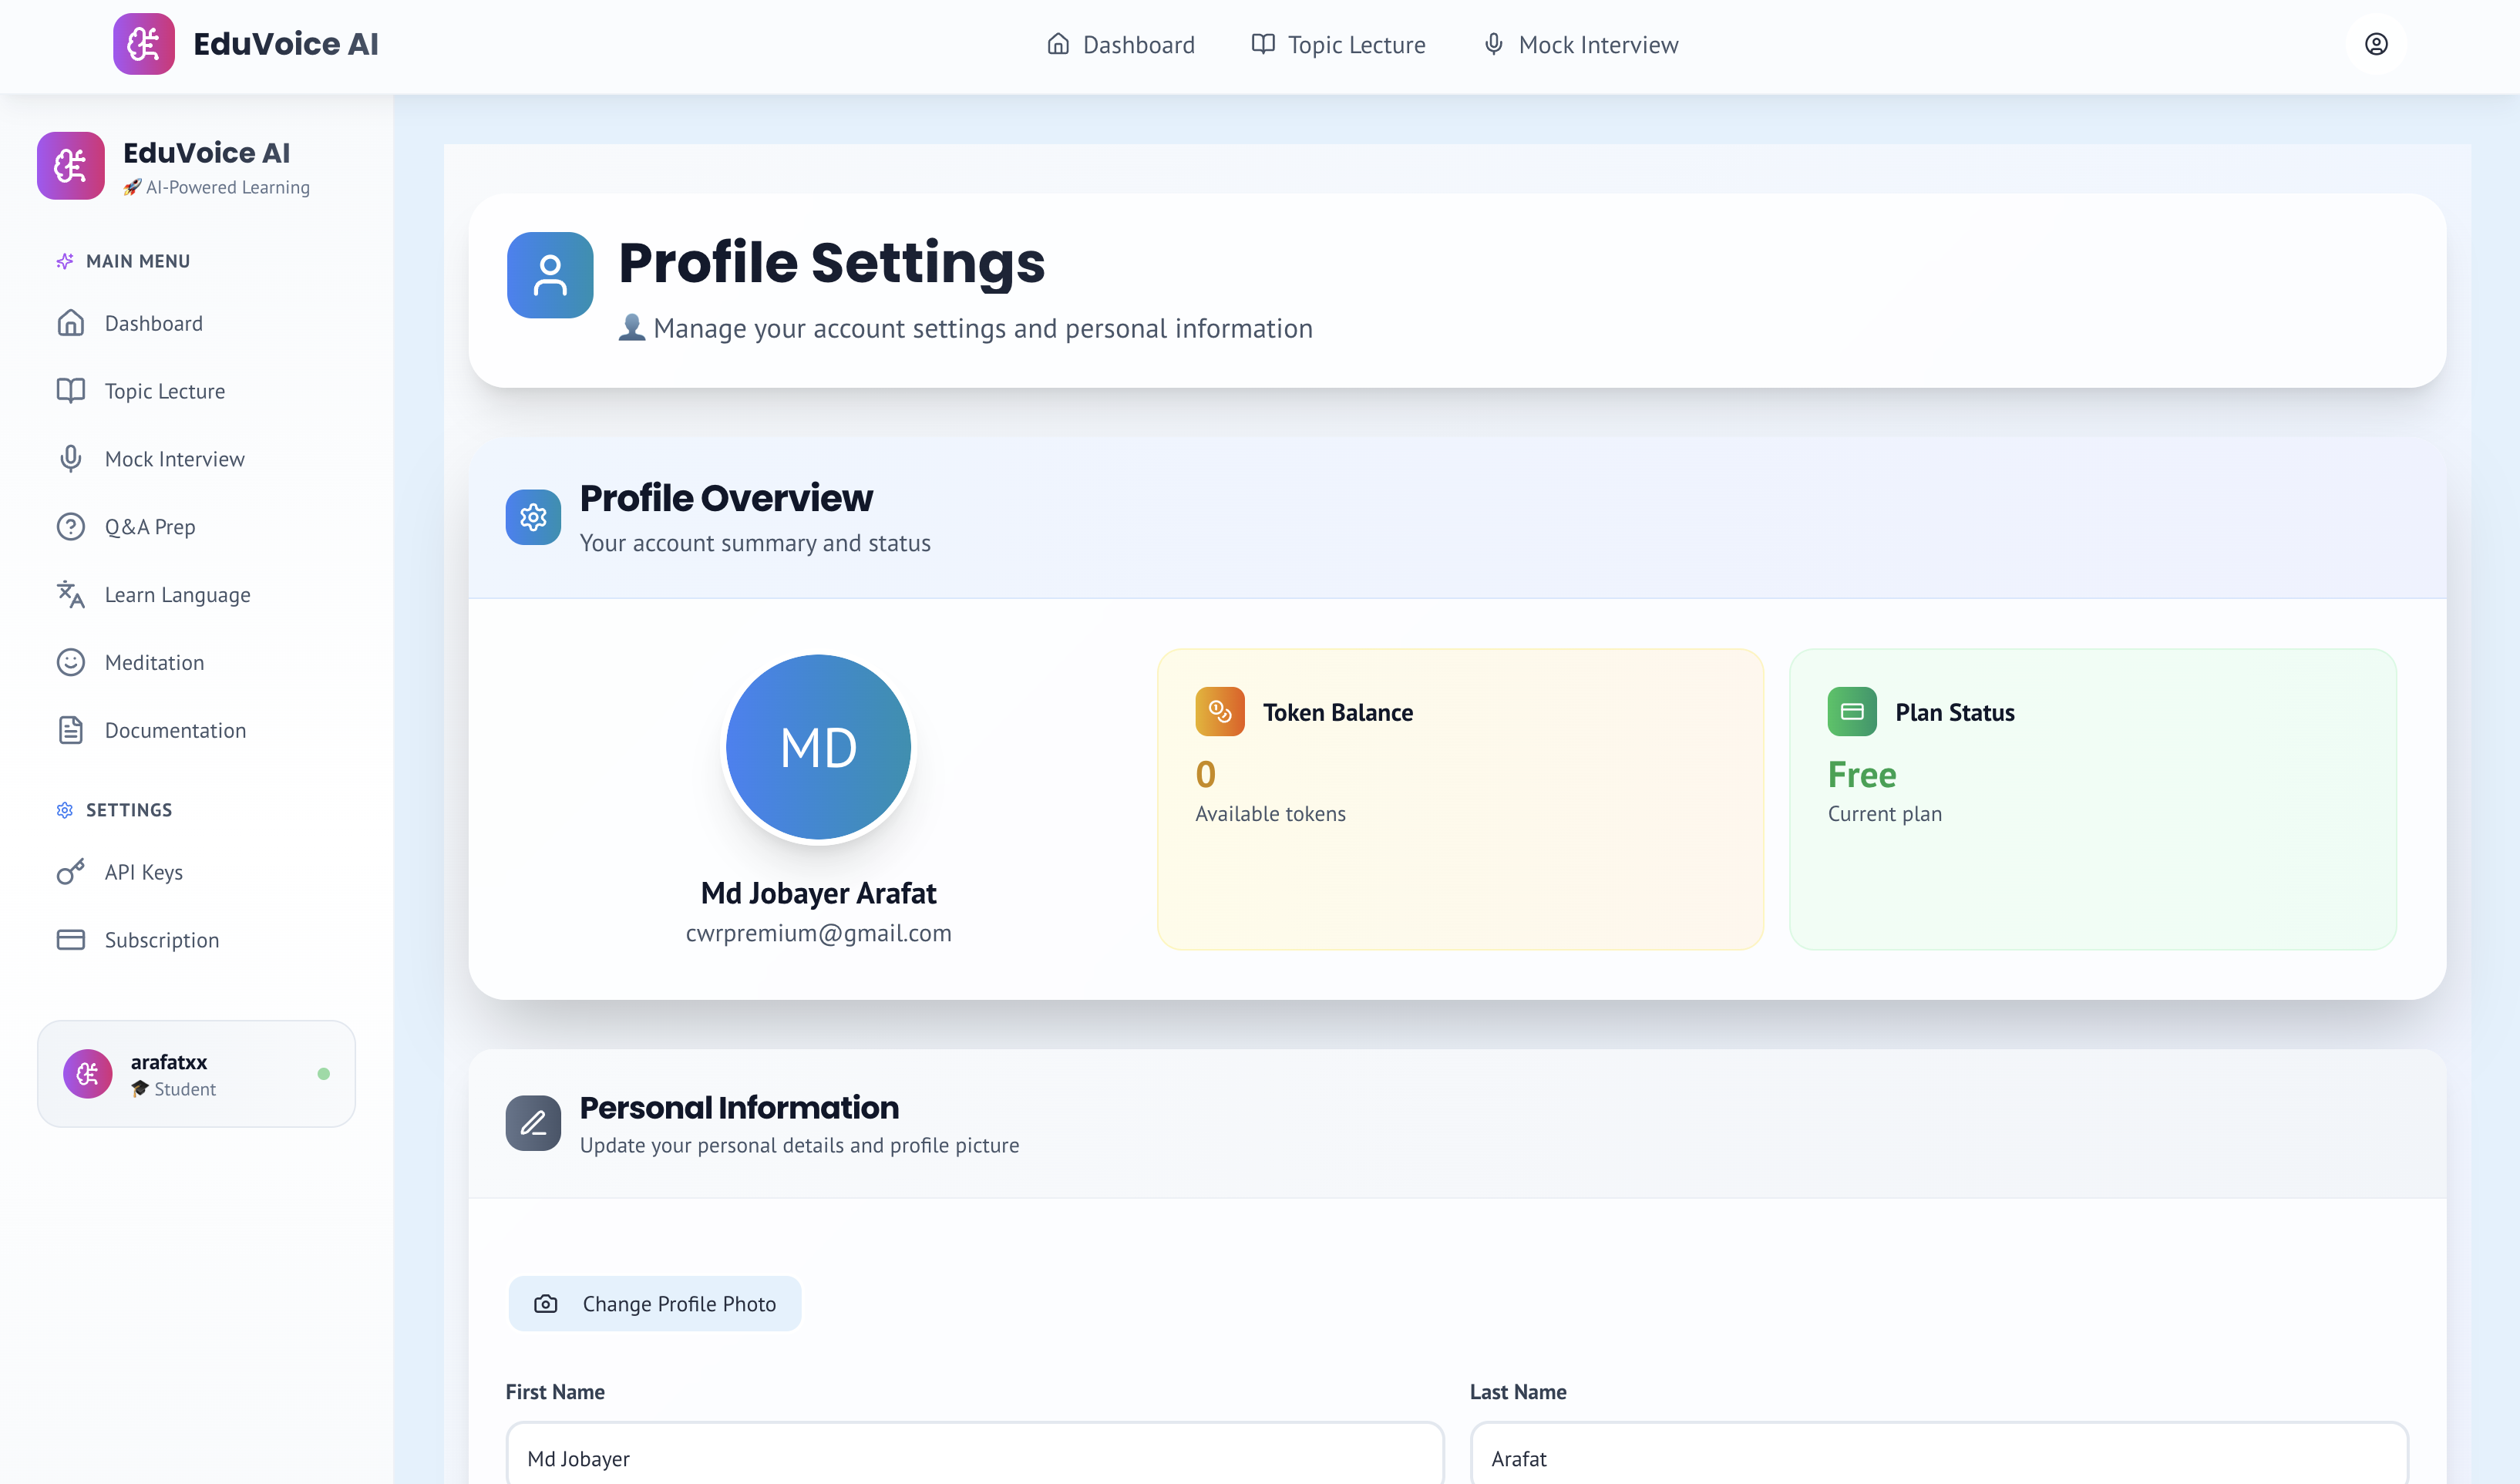 EduVoice AI
Dashboard
Topic Lecture
Mock Interview
EduVoice AI
🚀 AI-Powered Learning
MAIN MENU
Dashboard
Topic Lecture
Mock Interview
Q&A Prep
Learn Language
Meditation
Documentation
SETTINGS
API Keys
Subscription
arafatxx
🎓 Student
Profile Settings
👤 Manage your account settings and personal information
Profile Overview
Your account summary and status
MD
Md Jobayer Arafat
cwrpremium@gmail.com
Token Balance
0
Available tokens
Plan Status
Free
Current plan
Personal Information
Update your personal details and profile picture
Change Profile Photo
First Name
Md Jobayer
Last Name
Arafat